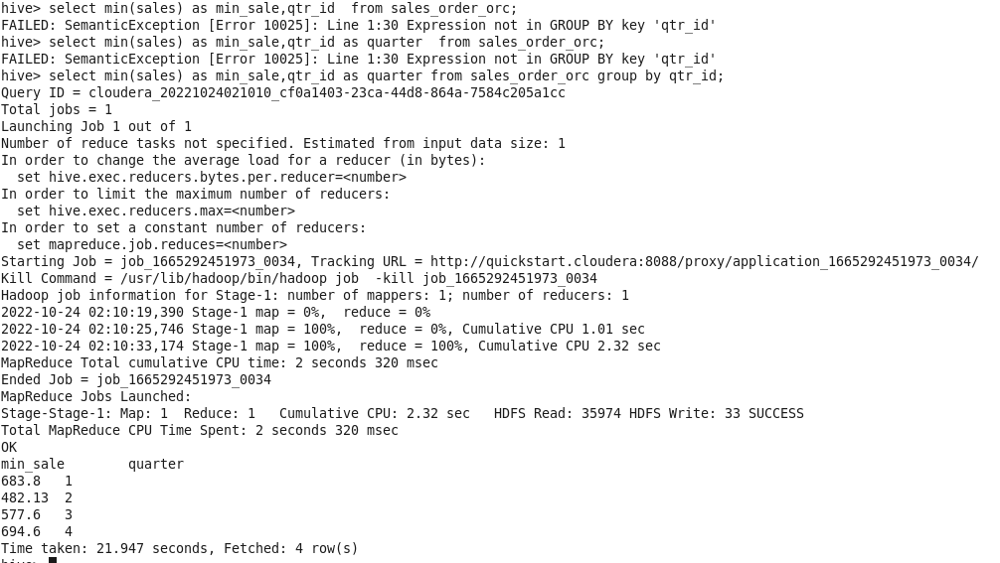 hive> select min(sales) as min_sale,qtr_id  from sales_order_orc;
FAILED: SemanticException [Error 10025]: Line 1:30 Expression not in GROUP BY key 'qtr_id'
hive> select min(sales) as min_sale,qtr_id as quarter  from sales_order_orc;
FAILED: SemanticException [Error 10025]: Line 1:30 Expression not in GROUP BY key 'qtr_id'
hive> select min(sales) as min_sale,qtr_id as quarter from sales_order_orc group by qtr_id;
Query ID = cloudera_20221024021010_cf0a1403-23ca-44d8-864a-7584c205a1cc
Total jobs = 1
Launching Job 1 out of 1
Number of reduce tasks not specified. Estimated from input data size: 1
In order to change the average load for a reducer (in bytes):
  set hive.exec.reducers.bytes.per.reducer=<number>
In order to limit the maximum number of reducers:
  set hive.exec.reducers.max=<number>
In order to set a constant number of reducers:
  set mapreduce.job.reduces=<number>
Starting Job = job_1665292451973_0034, Tracking URL = http://quickstart.cloudera:8088/proxy/application_1665292451973_0034/
Kill Command = /usr/lib/hadoop/bin/hadoop job  -kill job_1665292451973_0034
Hadoop job information for Stage-1: number of mappers: 1; number of reducers: 1
2022-10-24 02:10:19,390 Stage-1 map = 0%,  reduce = 0%
2022-10-24 02:10:25,746 Stage-1 map = 100%,  reduce = 0%, Cumulative CPU 1.01 sec
2022-10-24 02:10:33,174 Stage-1 map = 100%,  reduce = 100%, Cumulative CPU 2.32 sec
MapReduce Total cumulative CPU time: 2 seconds 320 msec
Ended Job = job_1665292451973_0034
MapReduce Jobs Launched:
Stage-Stage-1: Map: 1  Reduce: 1   Cumulative CPU: 2.32 sec   HDFS Read: 35974 HDFS Write: 33 SUCCESS
Total MapReduce CPU Time Spent: 2 seconds 320 msec
OK
min_sale        quarter
683.8   1
482.13  2
577.6   3
694.6   4
Time taken: 21.947 seconds, Fetched: 4 row(s)
hive>